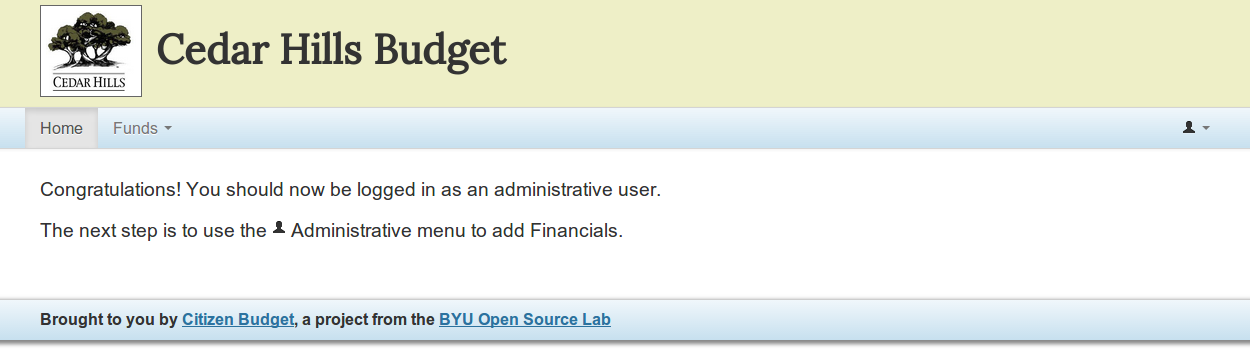 CEDAR HILLS
Cedar Hills Budget
Home Funds
Congratulations! You should now be logged in as an administrative user.
The next step is to use the Administrative menu to add Financials.
Brought to you by Citizen Budget, a project from the BYU Open Source Lab